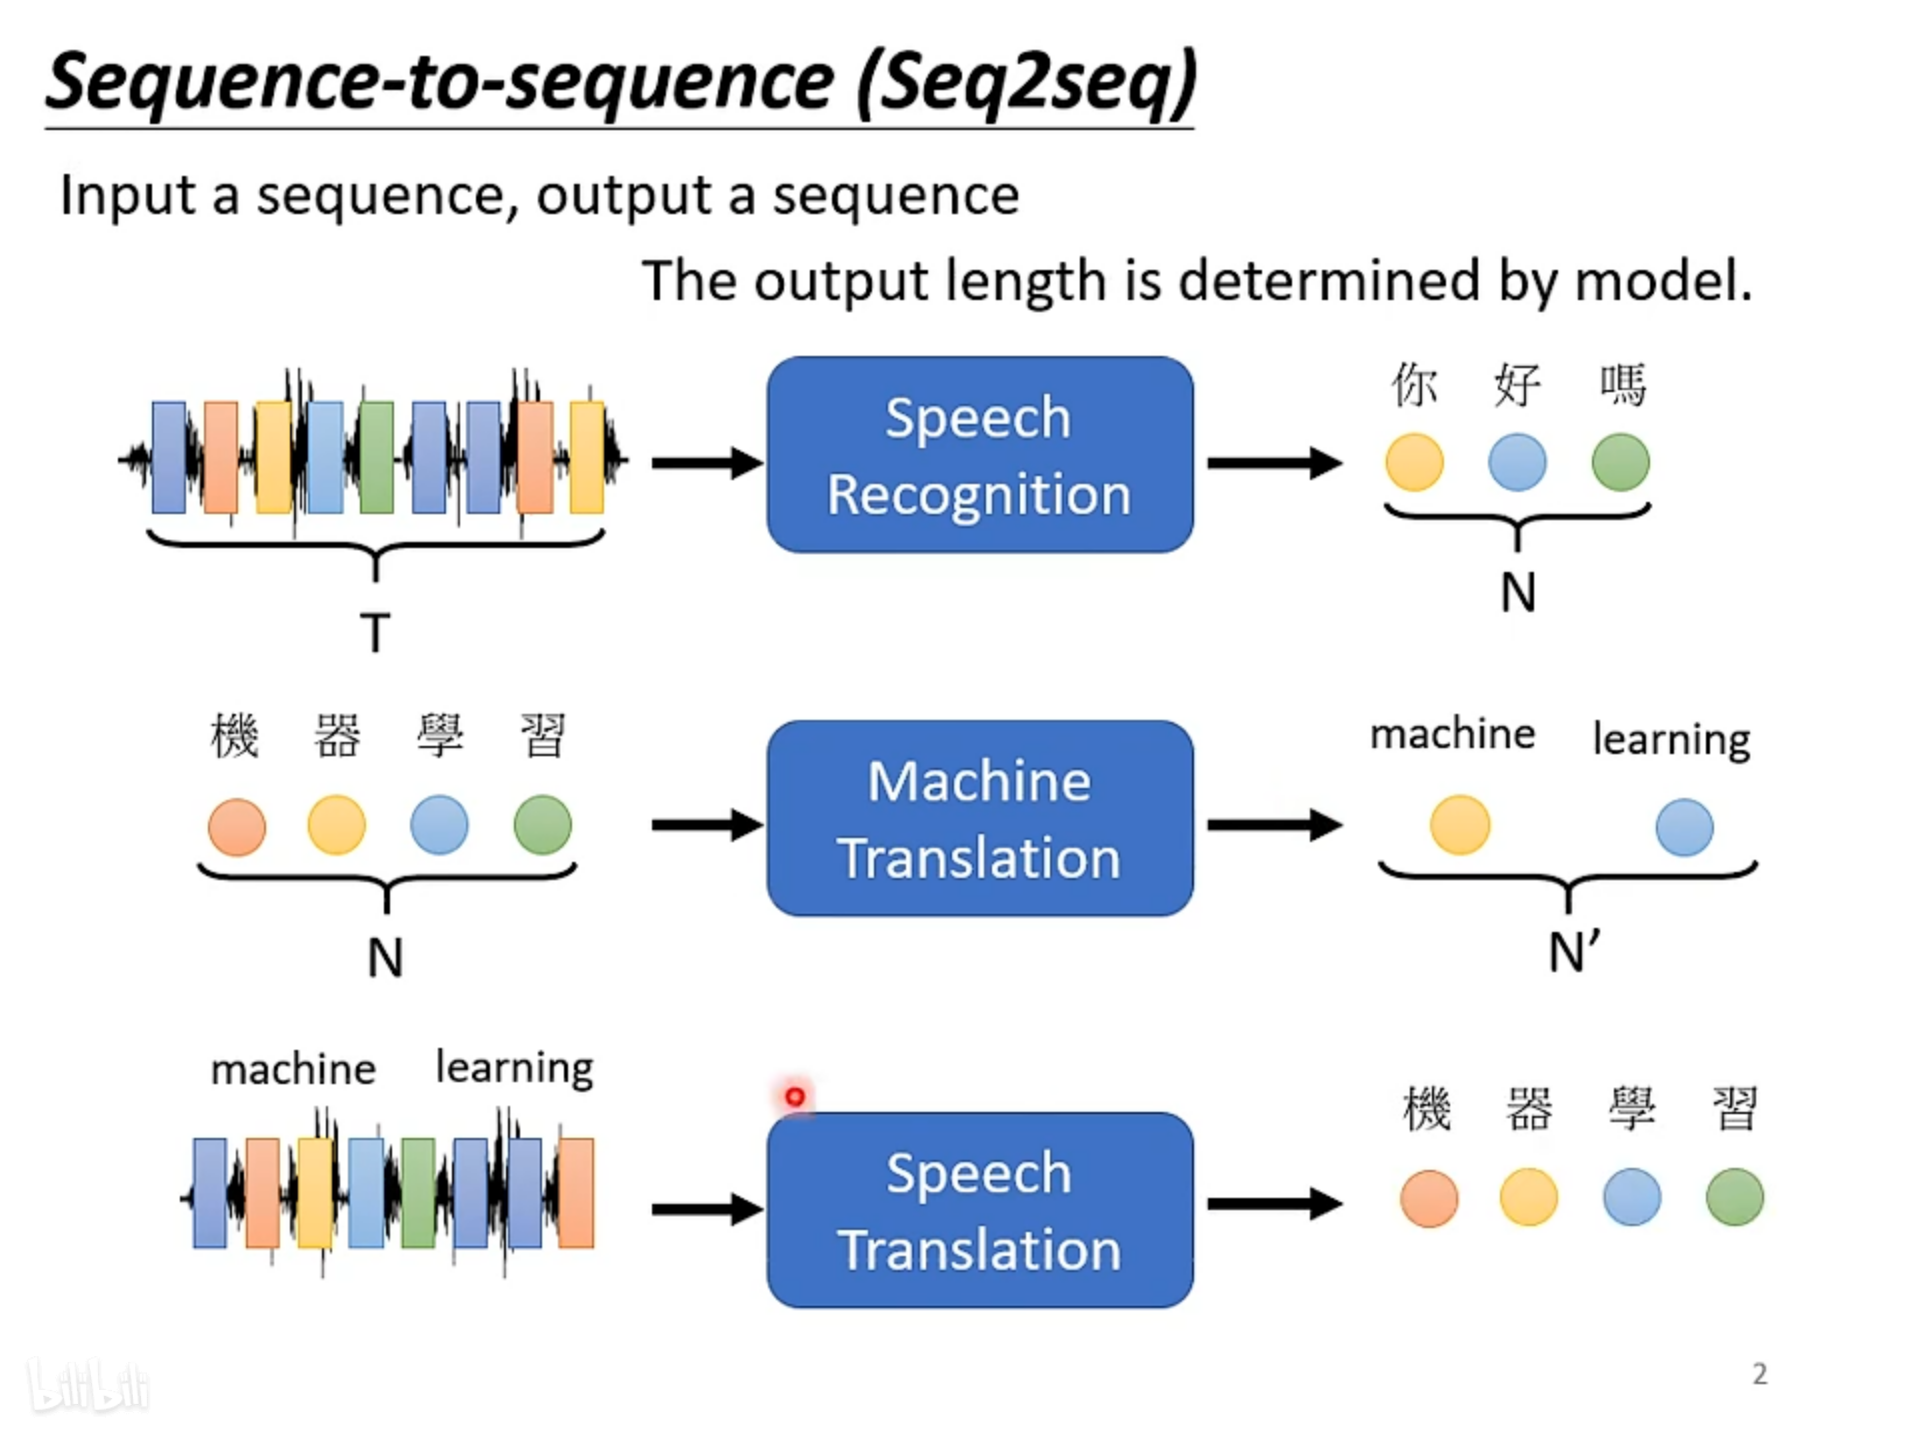 Sequence-to-sequence (Seq2seq)
Input a sequence, output a sequence
The output length is determined by model.
你 好 嗎
Speech
Recognition
T
N
機 器 學 習
machine learning
Machine
Translation
N
N’
machine learning
機 器 學 習
Speech
Translation
2
bilibili